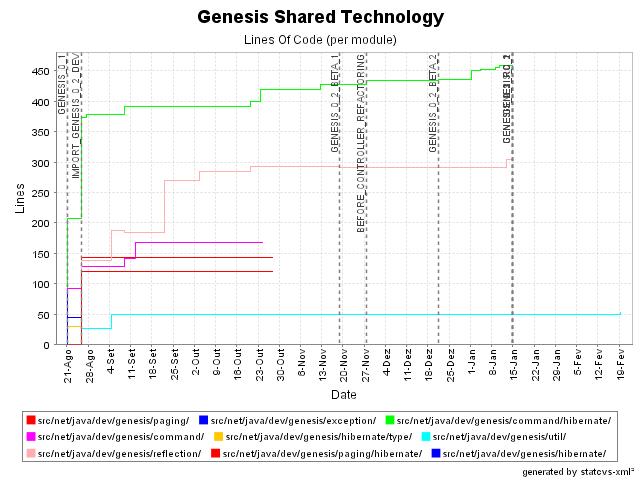 Genesis Shared Technology
Lines Of Code (per module)
GENESIS_0_1
IMPORT_GENESIS_0_2_DEV
GENESIS_0_2_BETA_1
BEFORE_CONTROLLER_REFACTORING
GENESIS_0_2_BETA_2
Lines
450
400
350
300
250
200
150
100
50
0
21-Ago 28-Ago 4-Set 11-Set 18-Set 25-Set 2-Out 9-Out 16-Out 23-Out 30-Out 6-Nov 13-Nov 20-Nov 27-Nov 4-Dez 11-Dez 18-Dez 25-Dez 1-Jan 8-Jan 15-Jan 22-Jan 29-Jan 5-Fev 12-Fev 19-Fev
Date
src/net/java/dev/genesis/paging/ src/net/java/dev/genesis/exception/ src/net/java/dev/genesis/command/hibernate/
src/net/java/dev/genesis/command/ src/net/java/dev/genesis/hibernate/type/ src/net/java/dev/genesis/util/
src/net/java/dev/genesis/reflection/ src/net/java/dev/genesis/paging/hibernate/ src/net/java/dev/genesis/hibernate/
generated by statcvs-xml²